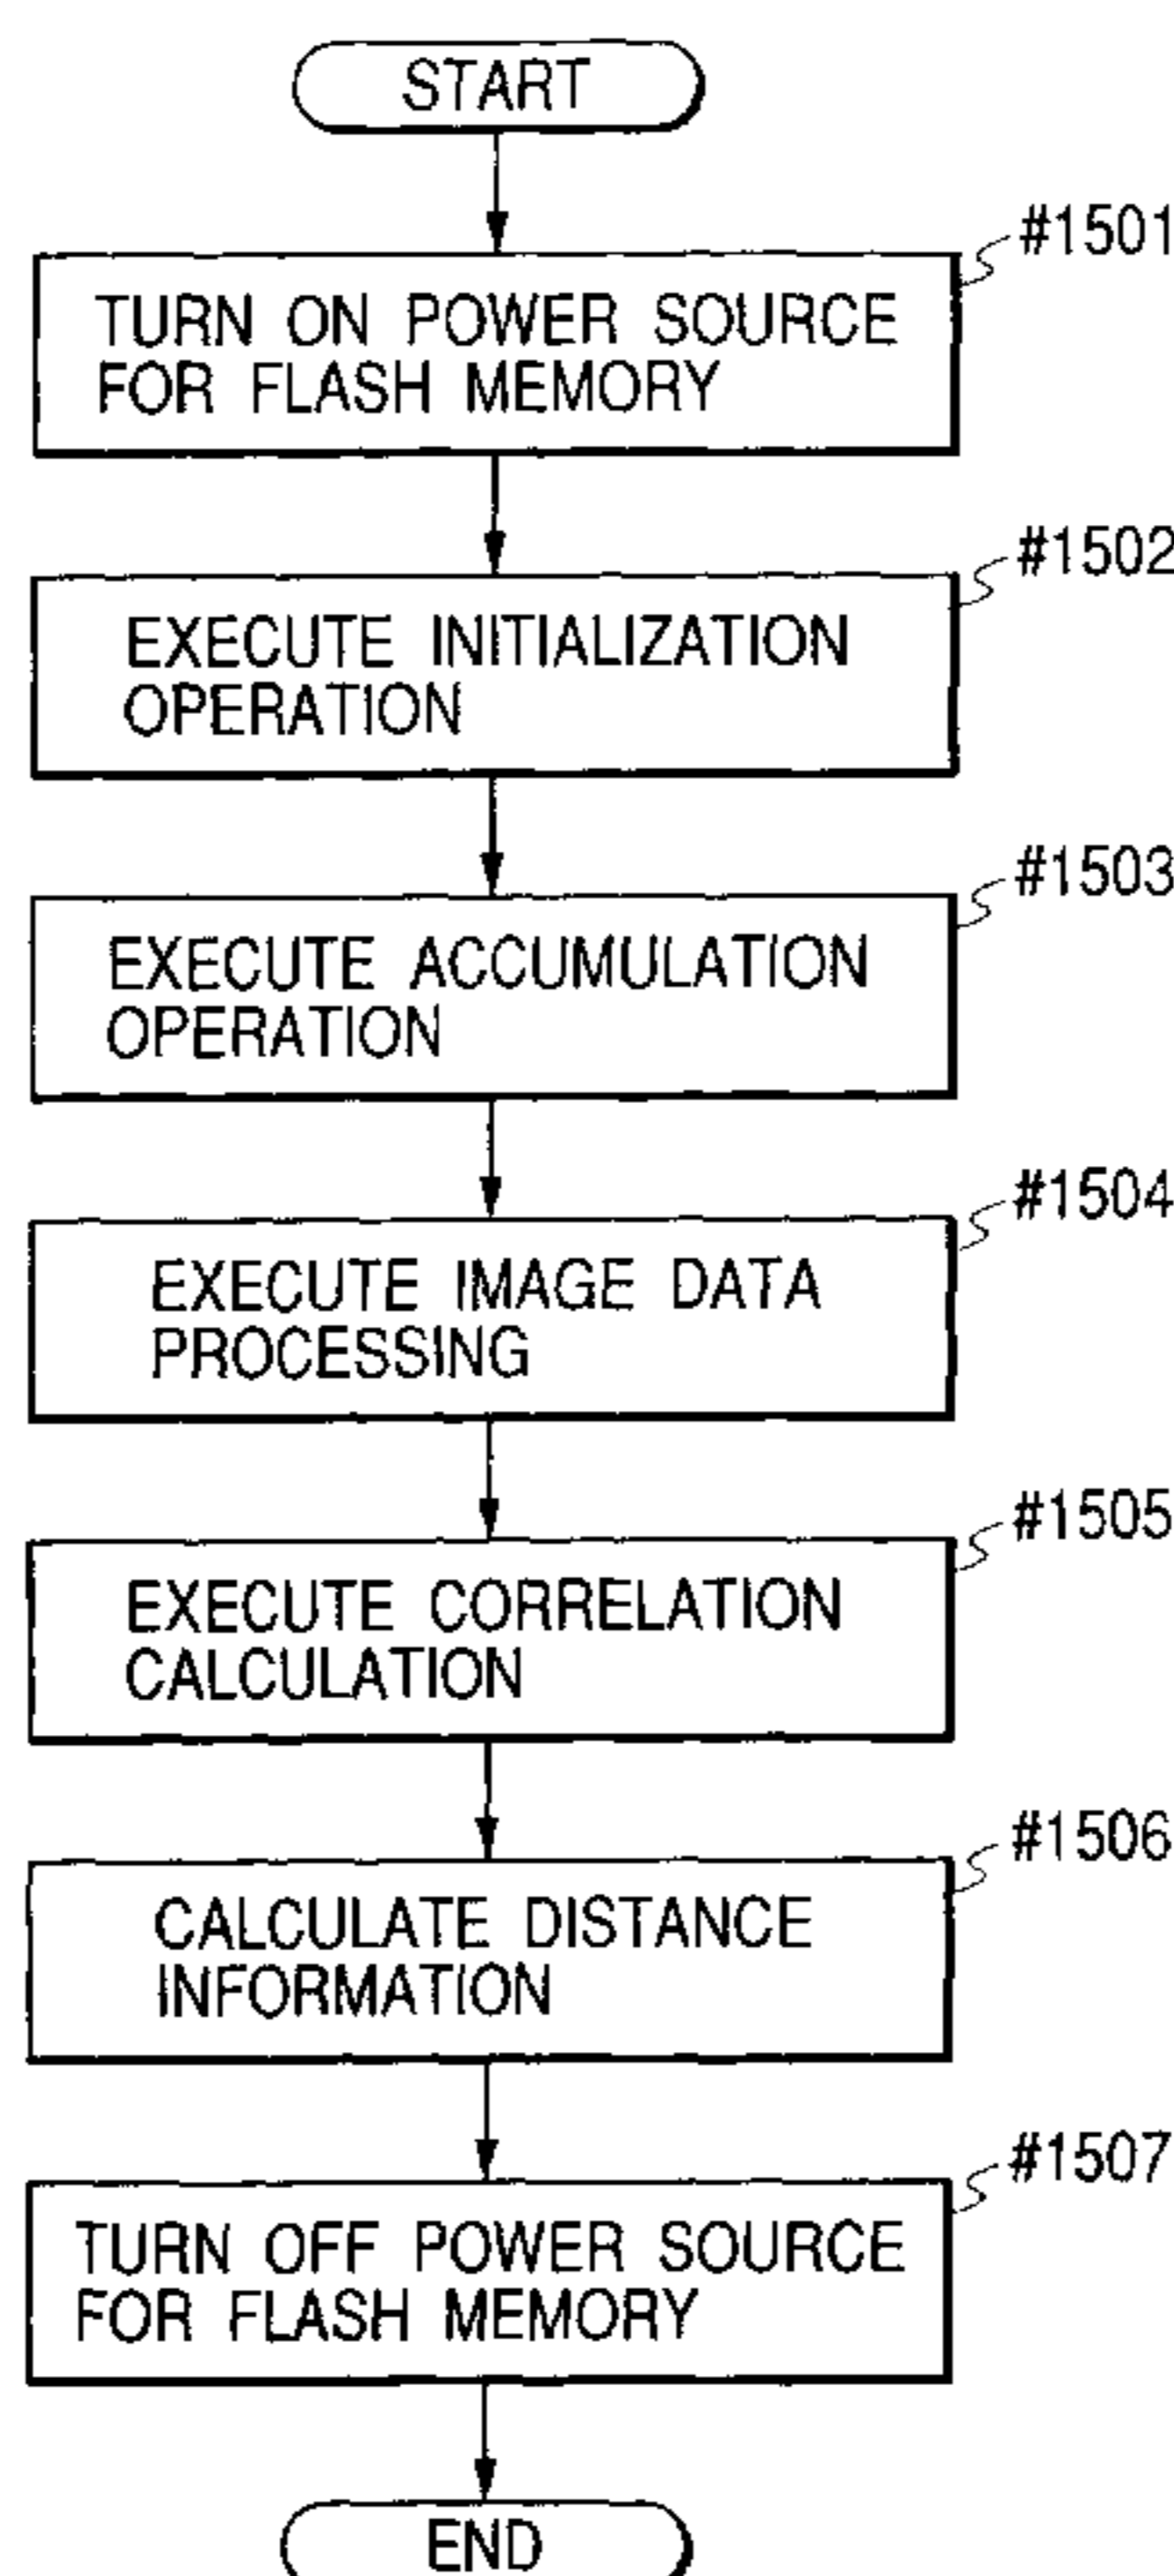 START
#1501
TURN ON POWER SOURCE
FOR FLASH MEMORY
#1502
EXECUTE INITIALIZATION
OPERATION
#1503
EXECUTE ACCUMULATION
OPERATION
#1504
EXECUTE IMAGE DATA
PROCESSING
#1505
EXECUTE CORRELATION
CALCULATION
#1506
CALCULATE DISTANCE
INFORMATION
#1507
TURN OFF POWER SOURCE
FOR FLASH MEMORY
END